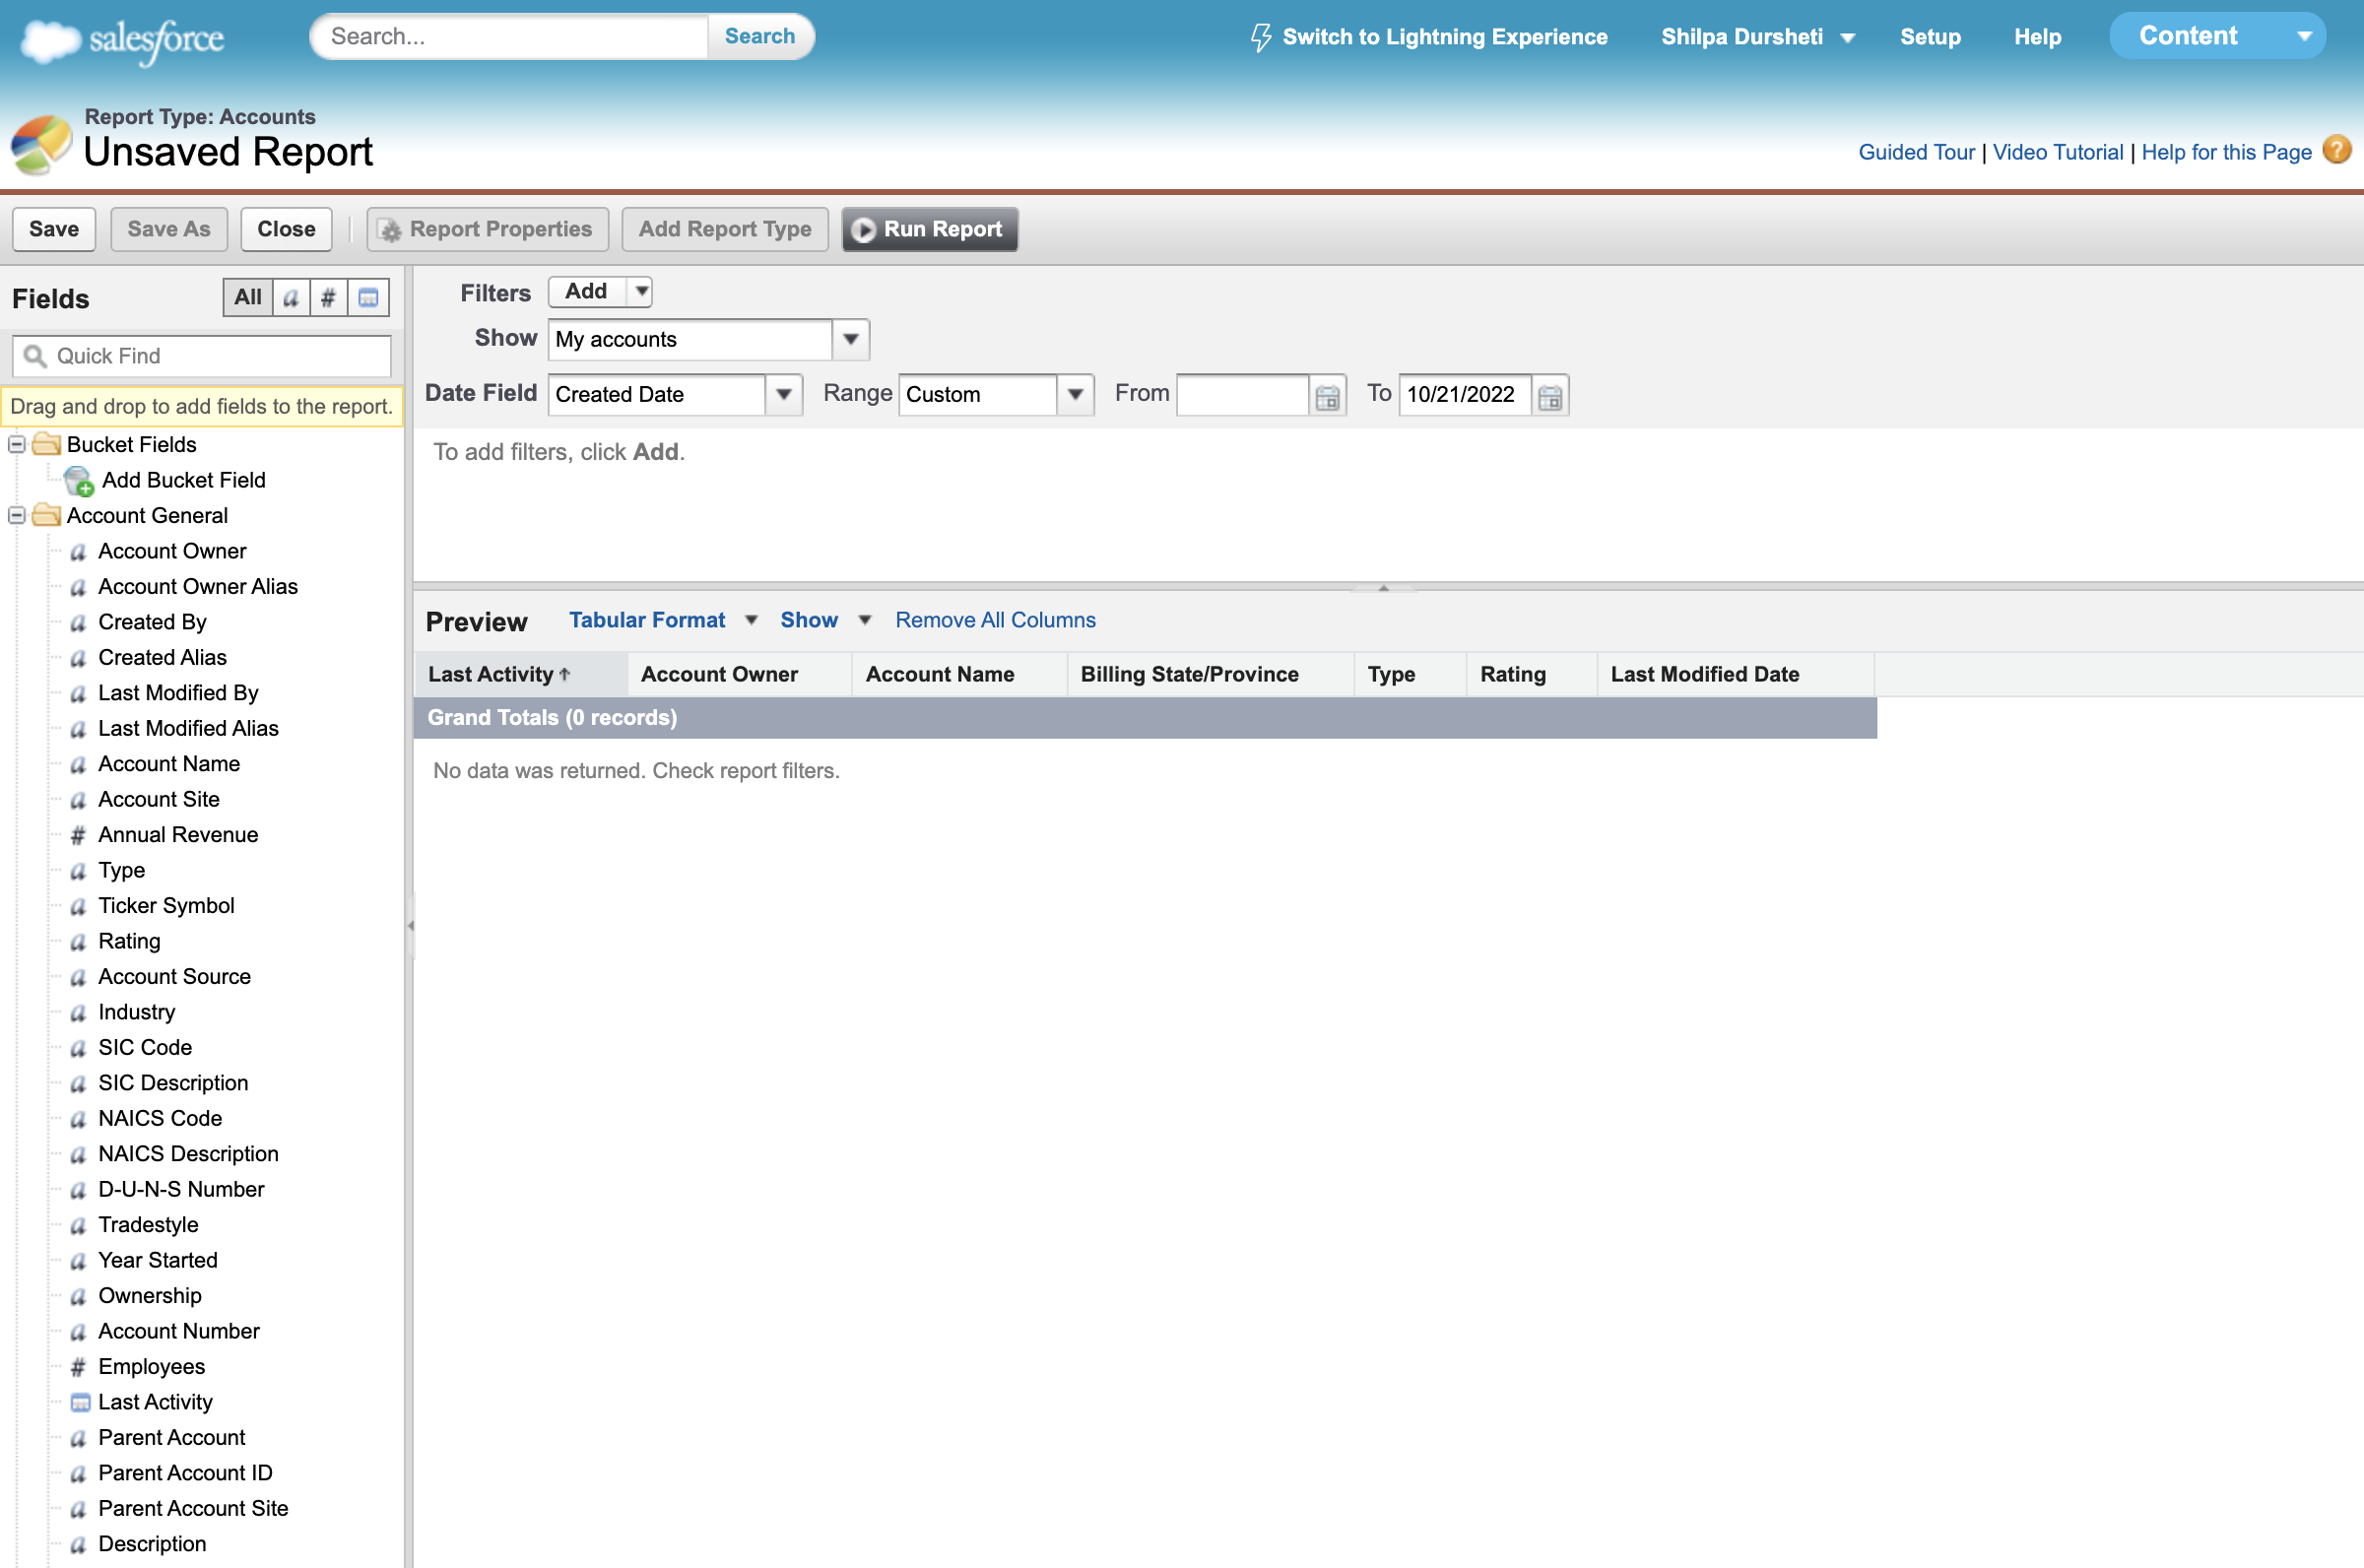 salesforce
Search...
Search
Switch to Lightning Experience
Shilpa Dursheti
Setup
Help
Content
Report Type: Accounts
Unsaved Report
Guided Tour | Video Tutorial | Help for this Page ?
Save
Save As
Close
Report Properties
Add Report Type
Run Report
Fields
All
a
#
Quick Find
Drag and drop to add fields to the report.
Bucket Fields
Add Bucket Field
Account General
a Account Owner
a Account Owner Alias
a Created By
a Created Alias
a Last Modified By
a Last Modified Alias
a Account Name
a Account Site
# Annual Revenue
a Type
a Ticker Symbol
a Rating
a Account Source
a Industry
a SIC Code
a SIC Description
a NAICS Code
a NAICS Description
a D-U-N-S Number
a Tradestyle
a Year Started
a Ownership
a Account Number
# Employees
Last Activity
a Parent Account
a Parent Account ID
a Parent Account Site
a Description
Filters Add
Show My accounts
Date Field Created Date Range Custom From To 10/21/2022
To add filters, click Add.
Preview Tabular Format Show Remove All Columns
Last Activity ↑ Account Owner Account Name Billing State/Province Type Rating Last Modified Date
Grand Totals (0 records)
No data was returned. Check report filters.